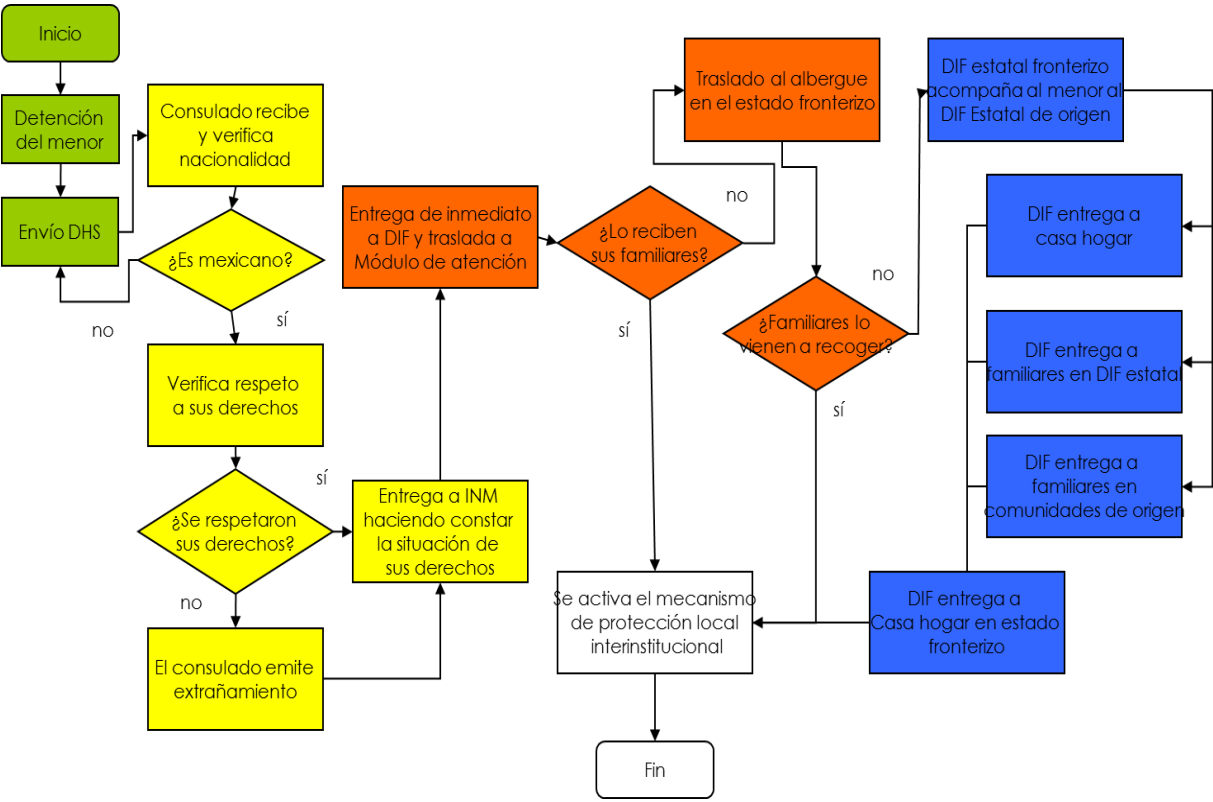 Inicio
Detención
del menor
Envío DHS
Consulado recibe
y verifica
nacionalidad
¿Es mexicano?
no
sí
Verifica respeto
a sus derechos
¿Se respetaron
sus derechos?
sí
no
El consulado emite
extrañamiento
Entrega a INM
haciendo constar
la situación de
sus derechos
Entrega de inmediato
a DIF y traslada a
Módulo de atención
¿Lo reciben
sus familiares?
no
sí
Traslado al albergue
en el estado fronterizo
¿Familiares lo
vienen a recoger?
no
sí
DIF estatal fronterizo
acompaña al menor al
DIF Estatal de origen
DIF entrega a
casa hogar
DIF entrega a
familiares en DIF estatal
DIF entrega a
familiares en
comunidades de origen
DIF entrega a
Casa hogar en estado
fronterizo
Se activa el mecanismo
de protección local
interinstitucional
Fin